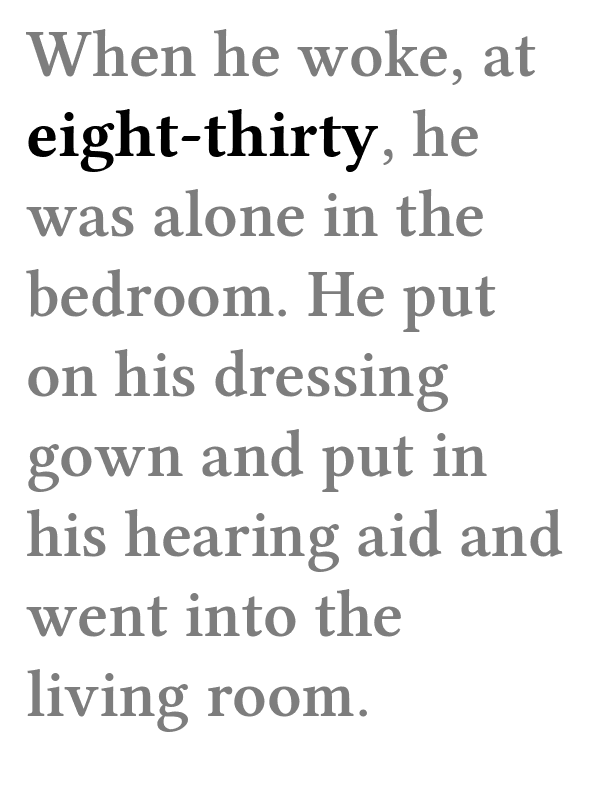 When he woke, at
eight-thirty, he
was alone in the
bedroom. He put
on his dressing
gown and put in
his hearing aid and
went into the
living room.